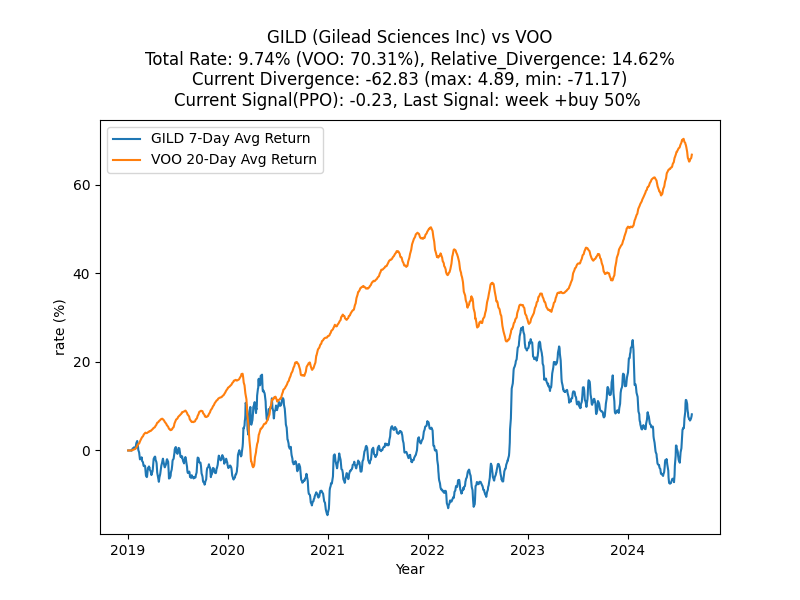 GILD (Gilead Sciences Inc) vs VOO
Total Rate: 9.74% (VOO: 70.31%), Relative_Divergence: 14.62%
Current Divergence: -62.83 (max: 4.89, min: -71.17)
Current Signal(PPO): -0.23, Last Signal: week +buy 50%
GILD 7-Day Avg Return
VOO 20-Day Avg Return
rate (%)
60
40
20
0
2019
2020
2021
2022
2023
2024
Year